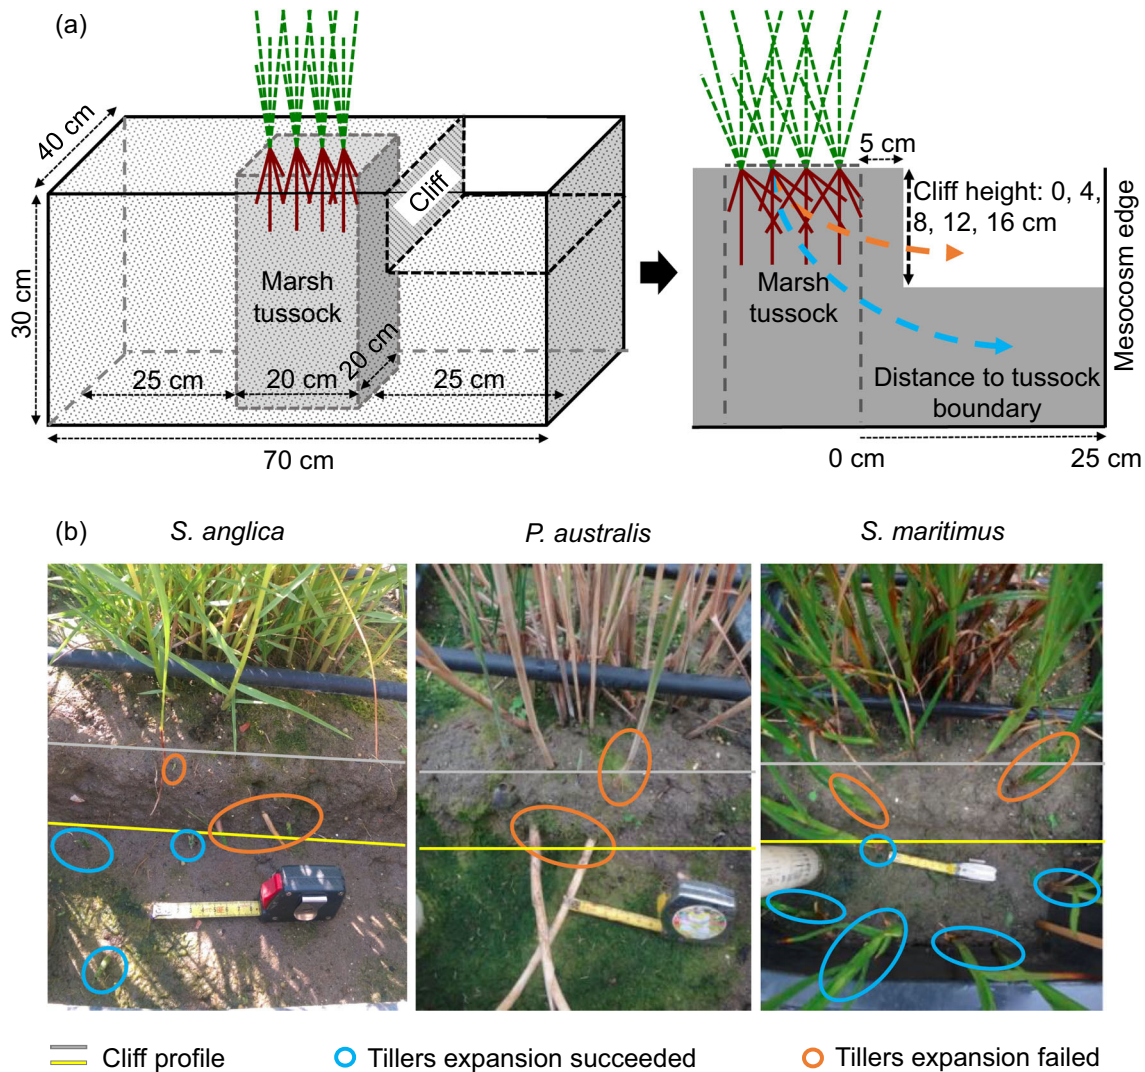 (a)
40 cm
30 cm
Cliff
Marsh
tussock
20 cm
25 cm
20 cm
25 cm
70 cm
5 cm
Cliff height: 0, 4,
8, 12, 16 cm
Marsh
tussock
Distance to tussock
boundary
Mesocosm edge
0 cm
25 cm
(b)
S. anglica
P. australis
S. maritimus
Cliff profile
Tillers expansion succeeded
Tillers expansion failed